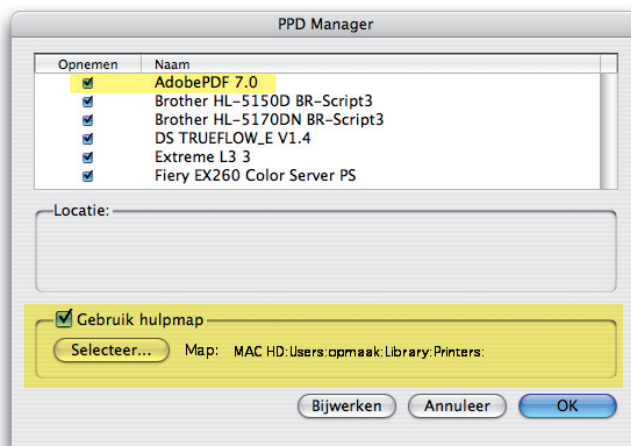 PPD Manager
Opnemen Naam
AdobePDF 7.0
Brother HL-5150D BR-Script3
Brother HL-5170DN BR-Script3
DS TRUEFLOW_E V1.4
Extreme L3 3
Fiery EX260 Color Server PS
Locatie:
Gebruik hulpmap
Selecteer... Map: MAC HD:Users:opmaak:Library:Printers:
Bijwerken Annuleer OK